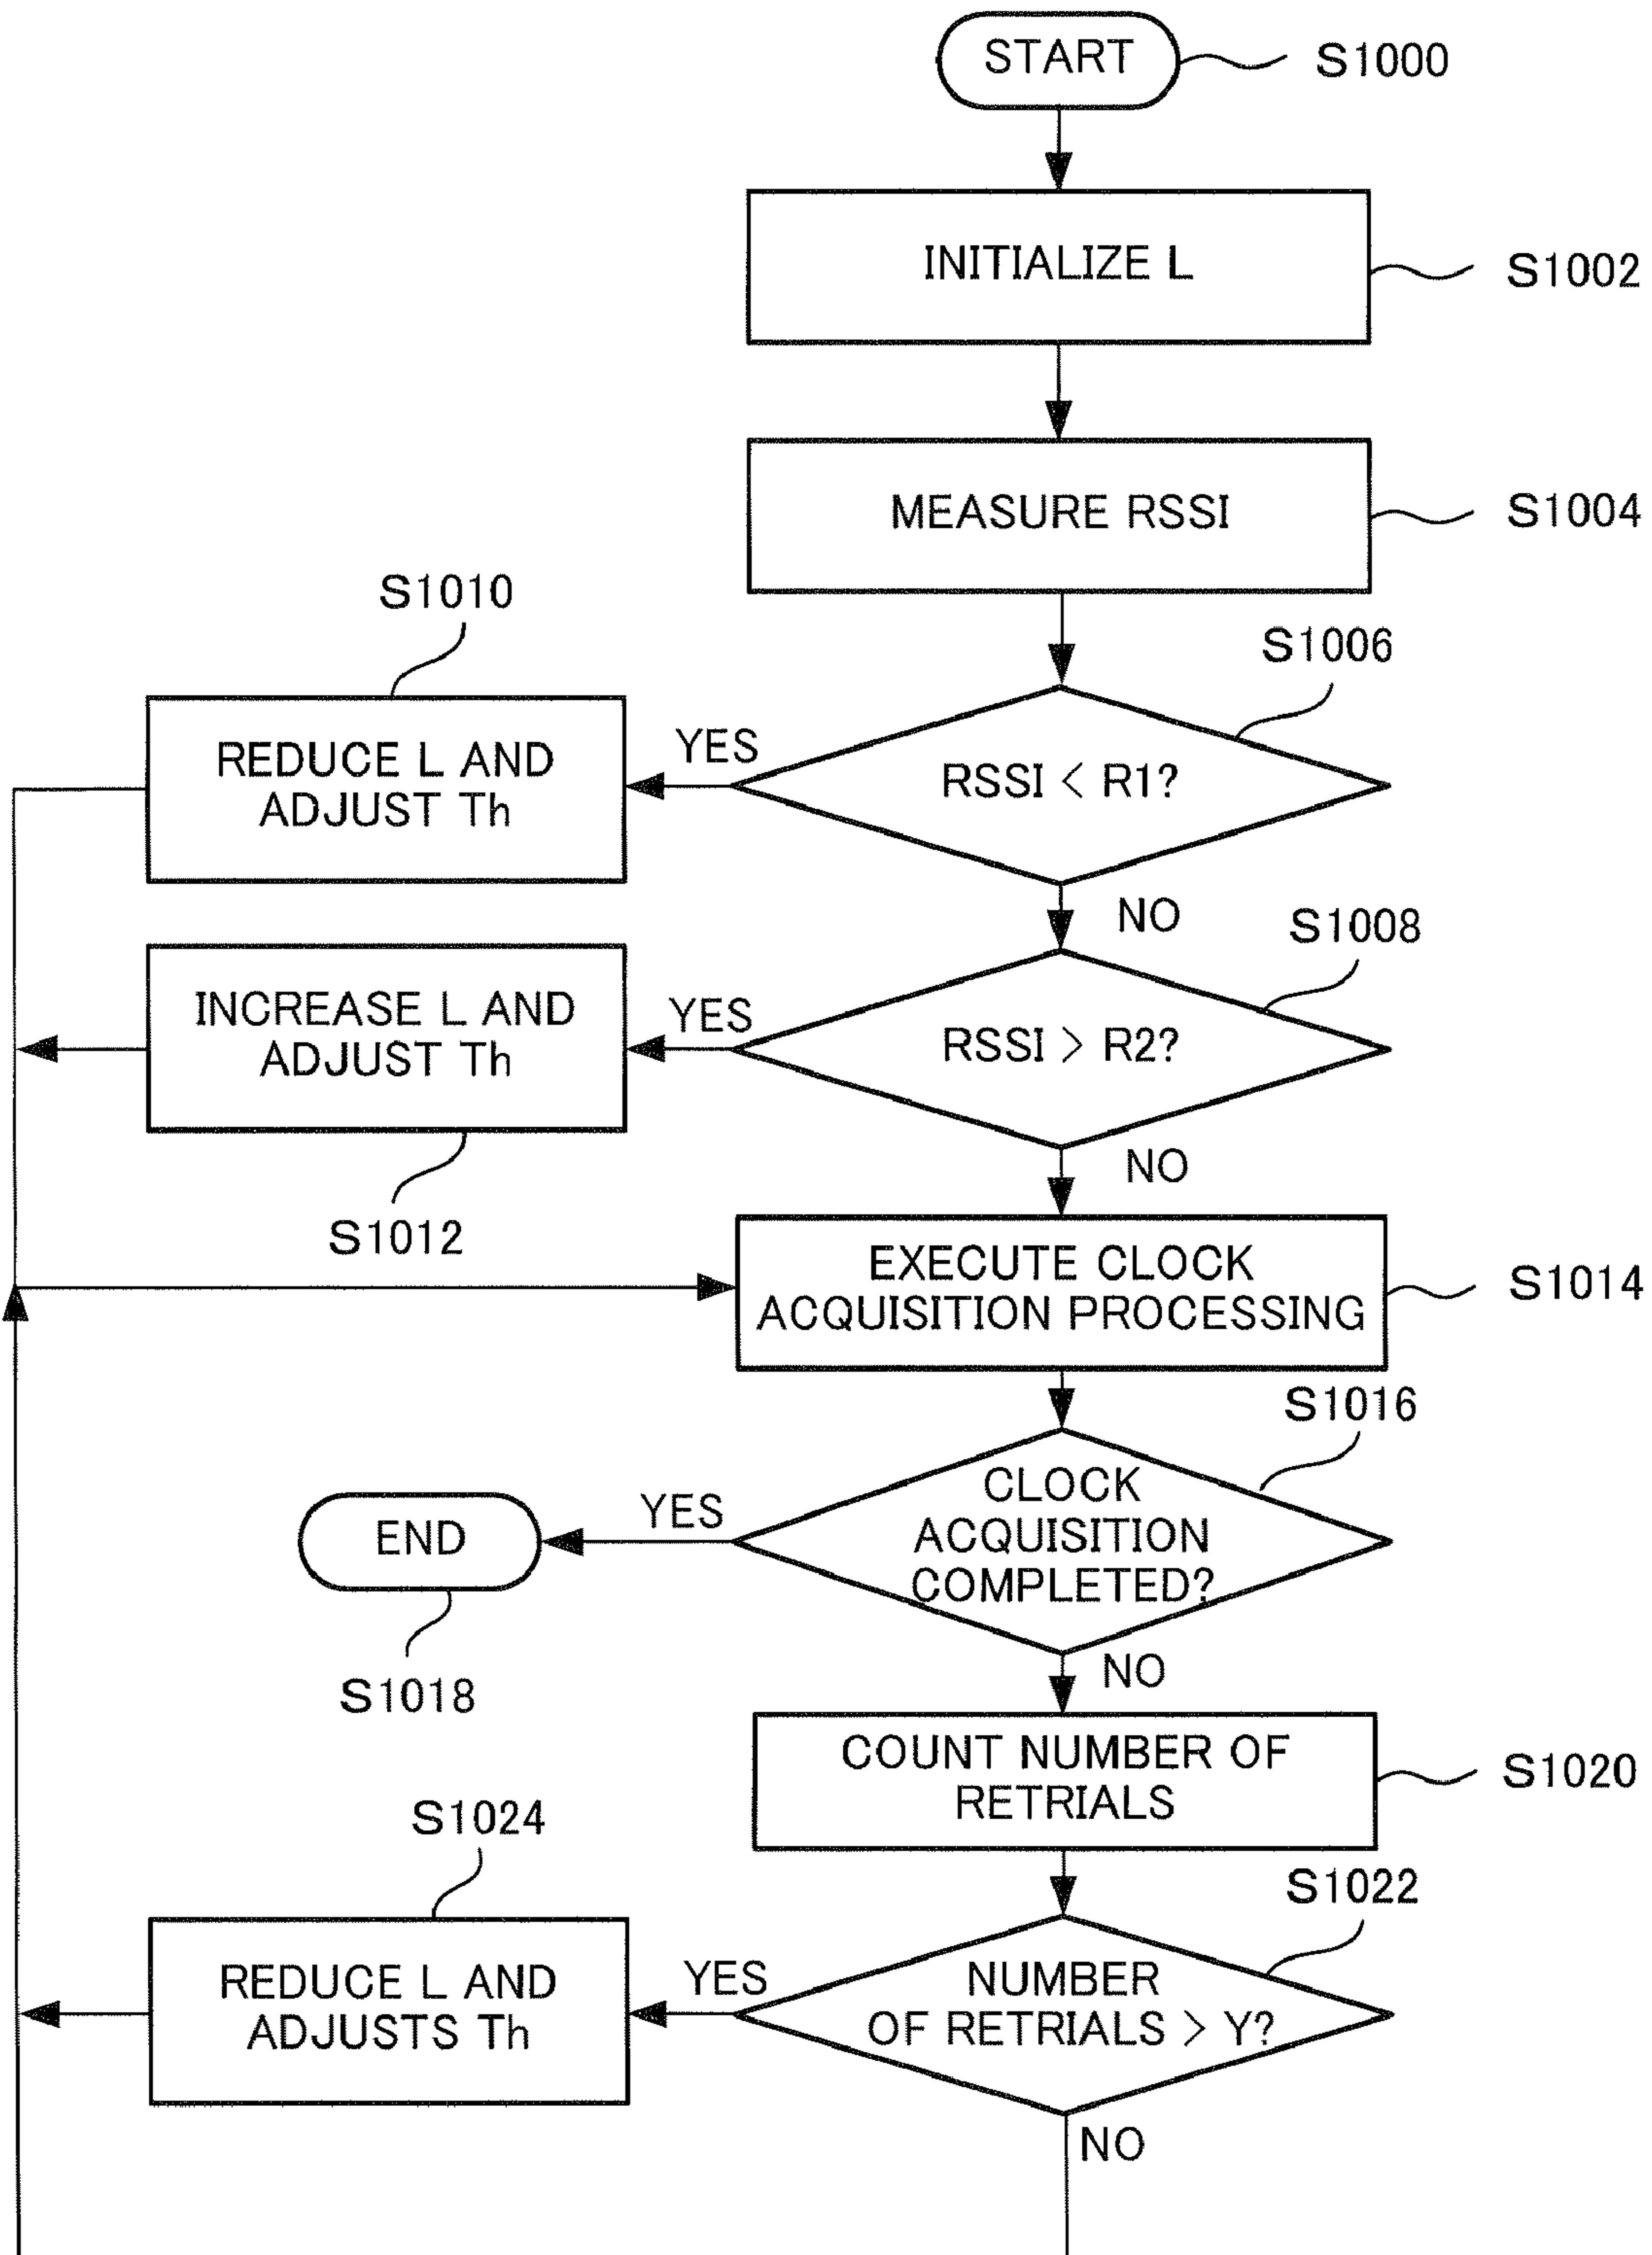 START
S1000
INITIALIZE L
S1002
MEASURE RSSI
S1004
S1010
S1006
REDUCE L AND
ADJUST Th
YES
RSSI < R1?
NO
S1008
INCREASE L AND
ADJUST Th
YES
RSSI > R2?
S1012
NO
EXECUTE CLOCK
ACQUISITION PROCESSING
S1014
S1016
END
YES
CLOCK
ACQUISITION
COMPLETED?
S1018
NO
COUNT NUMBER OF
RETRIALS
S1020
S1024
S1022
REDUCE L AND
ADJUSTS Th
YES
NUMBER
OF RETRIALS > Y?
NO